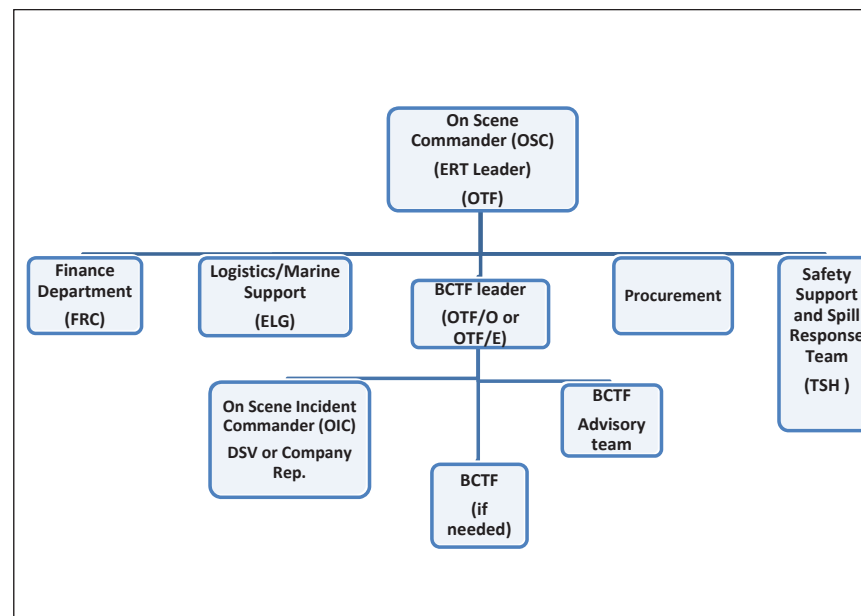 On Scene
Commander (OSC)
(ERT Leader)
(OTF)
Finance
Department
(FRC)
Logistics/Marine
Support
(ELG)
BCTF leader
(OTF/O or
OTF/E)
Procurement
Safety
Support
and Spill
Response
Team
(TSH )
On Scene Incident
Commander (OIC)
DSV or Company
Rep.
BCTF
(if
needed)
BCTF
Advisory
team